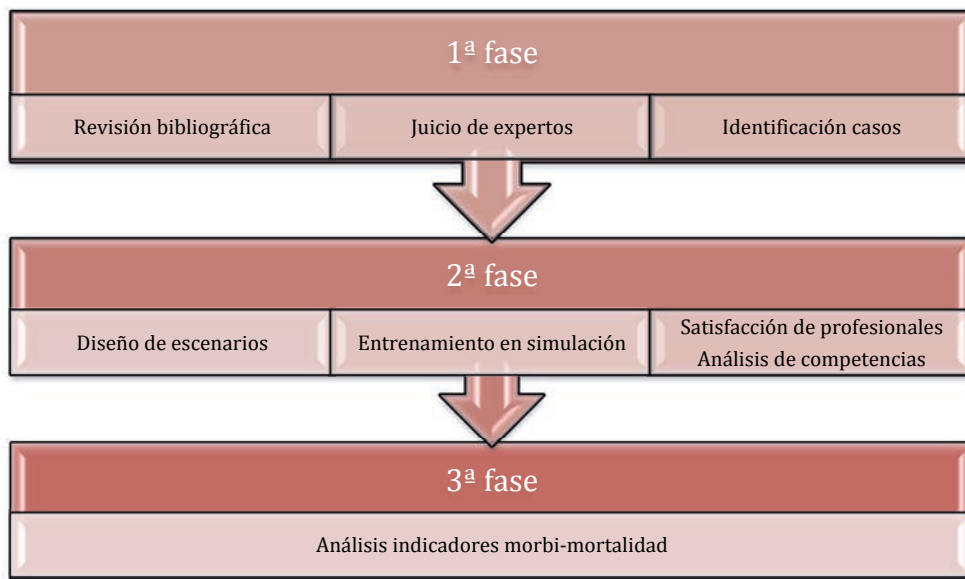 1ª fase
Revisión bibliográfica
Juicio de expertos
Identificación casos
2ª fase
Diseño de escenarios
Entrenamiento en simulación
Satisfacción de profesionales
Análisis de competencias
3ª fase
Análisis indicadores morbi-mortalidad